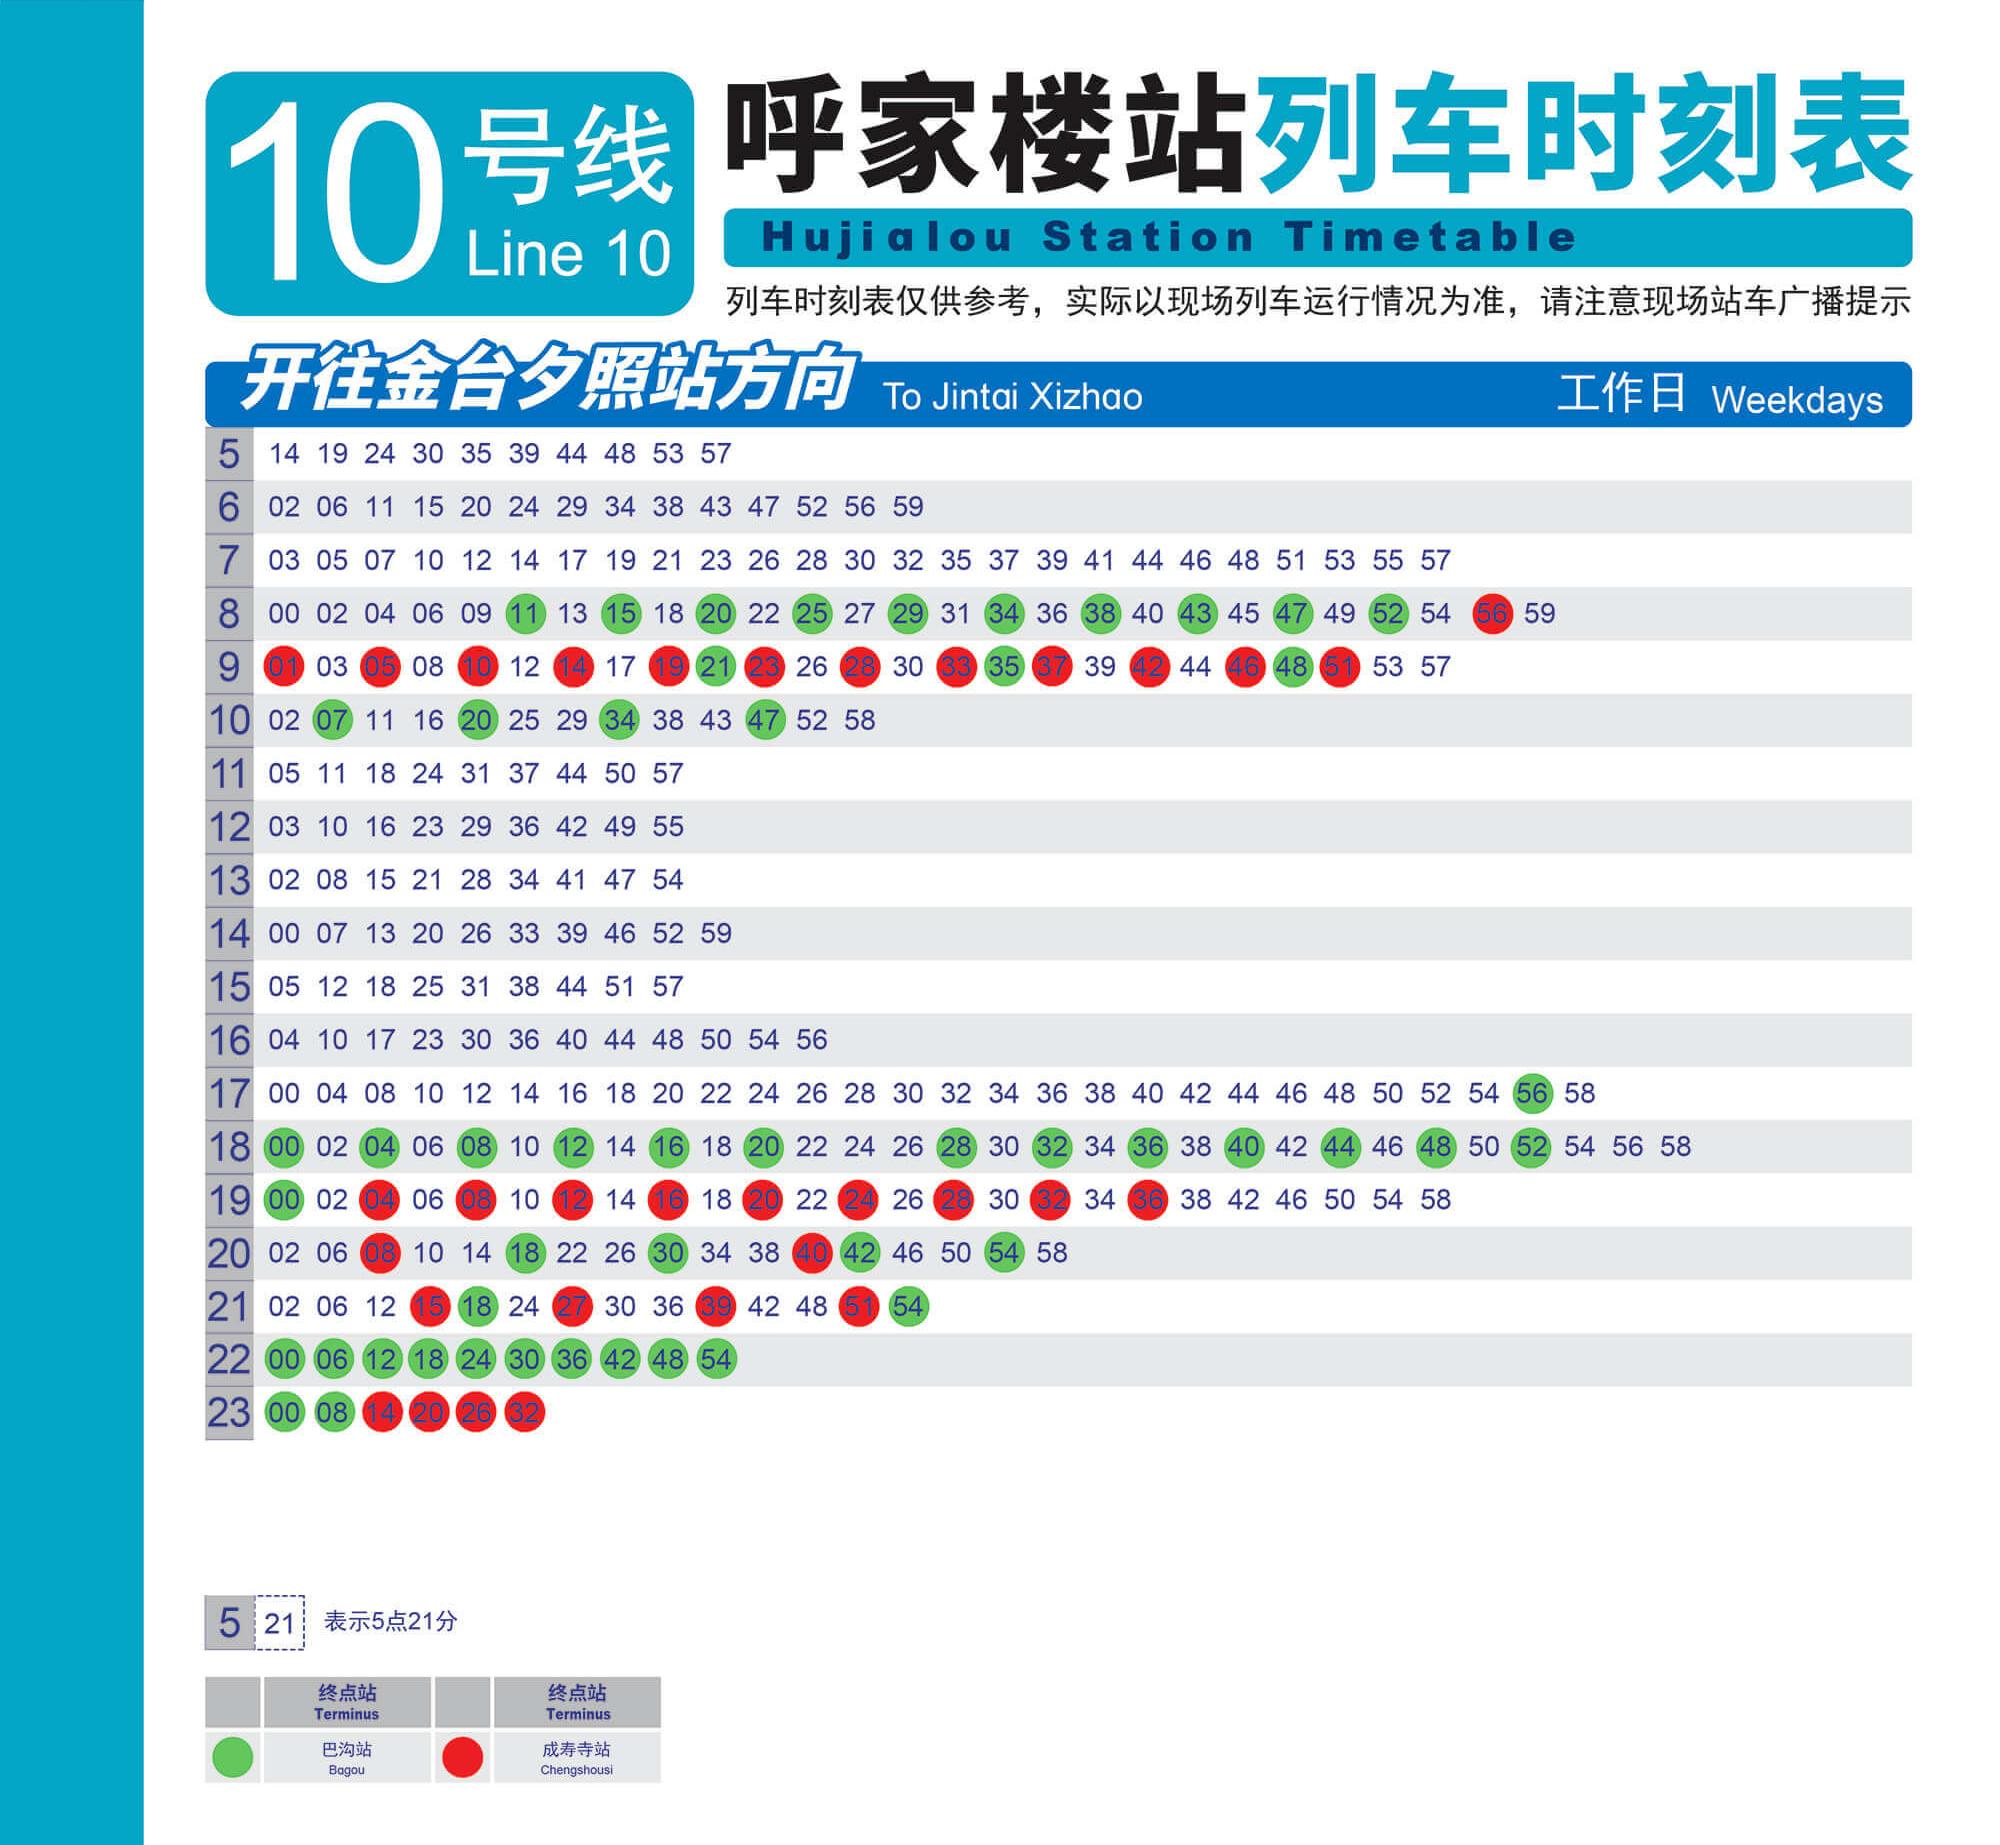 10号线
Line 10
呼家楼站列车时刻表
Hujialou Station Timetable
列车时刻表仅供参考，实际以现场列车运行情况为准，请注意现场站车广播提示
开往金台夕照站方向 To Jintai Xizhao 工作日 Weekdays
5 14 19 24 30 35 39 44 48 53 57
6 02 06 11 15 20 24 29 34 38 43 47 52 56 59
7 03 05 07 10 12 14 17 19 21 23 26 28 30 32 35 37 39 41 44 46 48 51 53 55 57
8 00 02 04 06 09 11 13 15 18 20 22 25 27 29 31 34 36 38 40 43 45 47 49 52 54 56 59
9 01 03 05 08 10 12 14 17 19 21 23 26 28 30 33 35 37 39 42 44 46 48 51 53 57
10 02 07 11 16 20 25 29 34 38 43 47 52 58
11 05 11 18 24 31 37 44 50 57
12 03 10 16 23 29 36 42 49 55
13 02 08 15 21 28 34 41 47 54
14 00 07 13 20 26 33 39 46 52 59
15 05 12 18 25 31 38 44 51 57
16 04 10 17 23 30 36 40 44 48 50 54 56
17 00 04 08 10 12 14 16 18 20 22 24 26 28 30 32 34 36 38 40 42 44 46 48 50 52 54 56 58
18 00 02 04 06 08 10 12 14 16 18 20 22 24 26 28 30 32 34 36 38 40 42 44 46 48 50 52 54 56 58
19 00 02 04 06 08 10 12 14 16 18 20 22 24 26 28 30 32 34 36 38 42 46 50 54 58
20 02 06 08 10 14 18 22 26 30 34 38 40 42 46 50 54 58
21 02 06 12 15 18 24 27 30 36 39 42 48 51 54
22 00 06 12 18 24 30 36 42 48 54
23 00 08 14 20 26 32
5 21 表示5点21分
终点站 终点站
Terminus Terminus
巴沟站 成寿寺站
Bagou Chengshousi